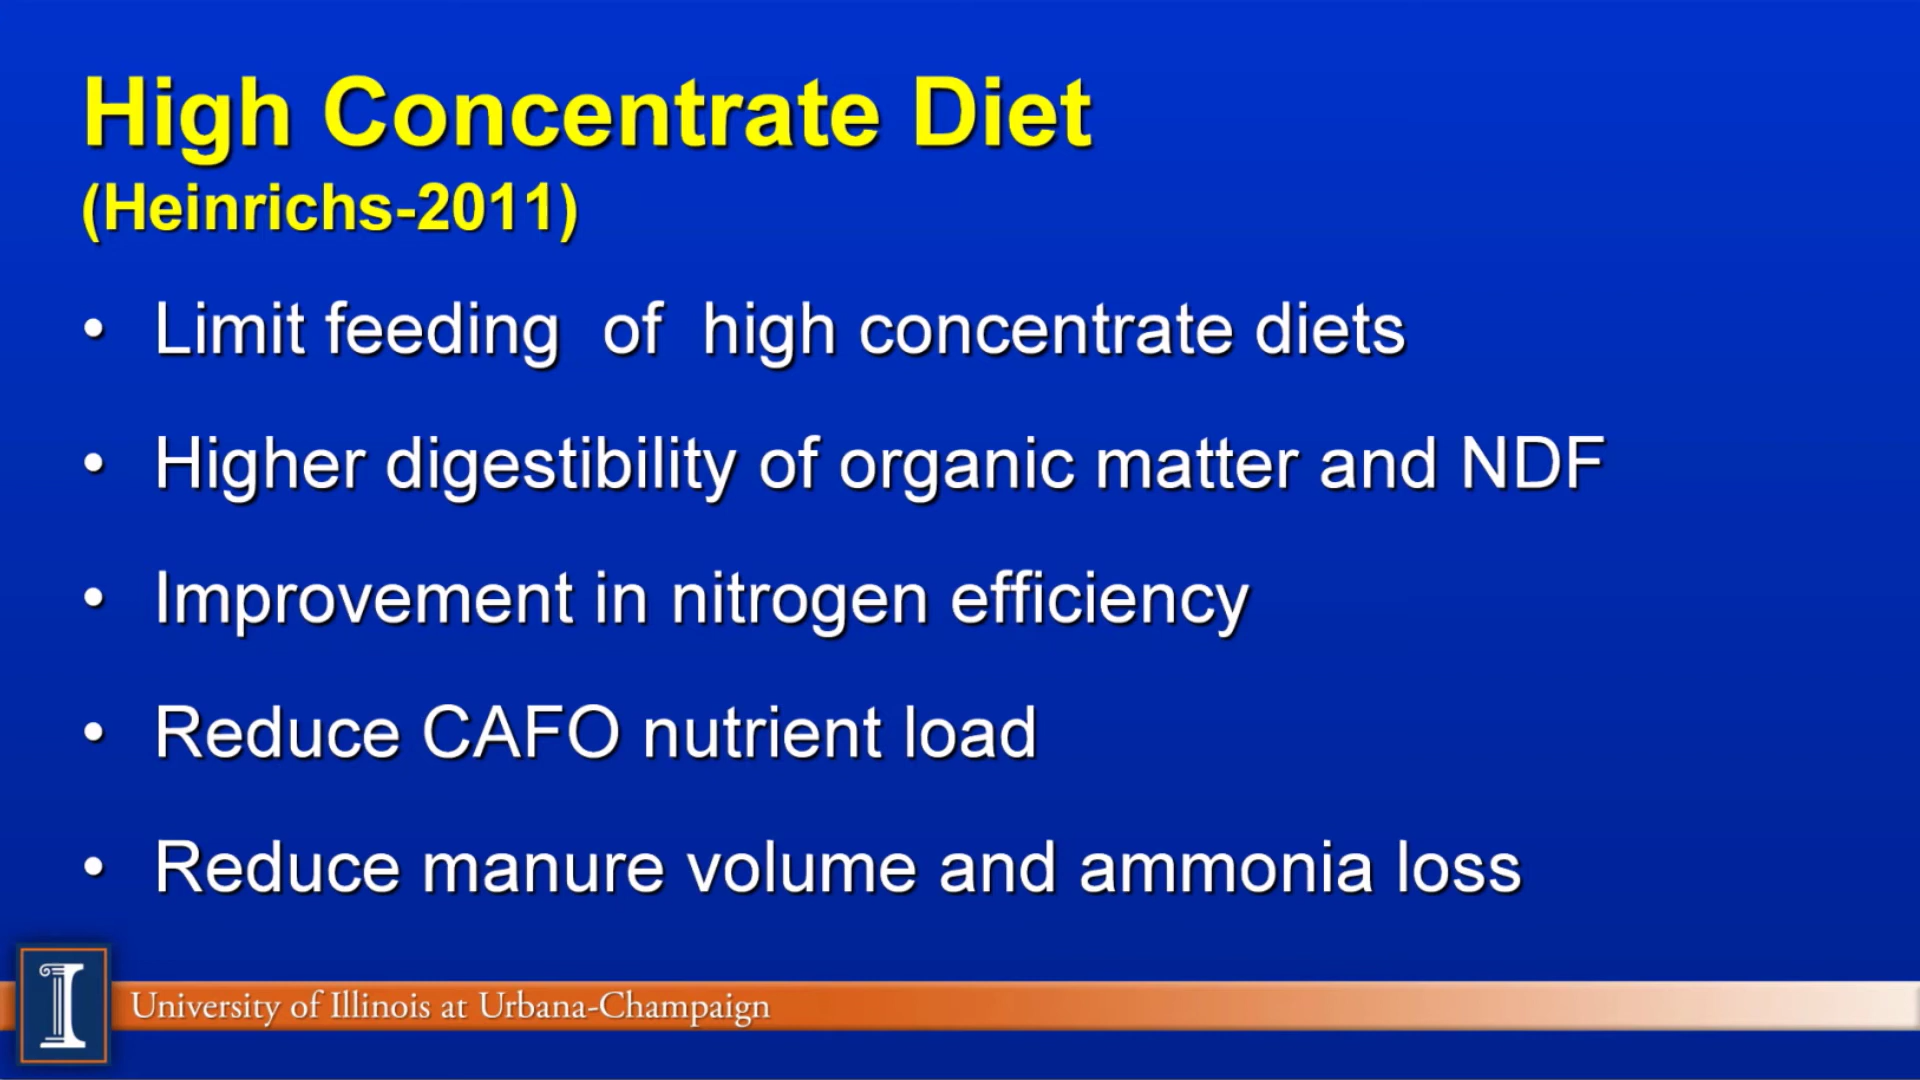 High Concentrate Diet
(Heinrichs-2011)
• Limit feeding of high concentrate diets
• Higher digestibility of organic matter and NDF
• Improvement in nitrogen efficiency
• Reduce CAFO nutrient load
• Reduce manure volume and ammonia loss
I
University of Illinois at Urbana-Champaign